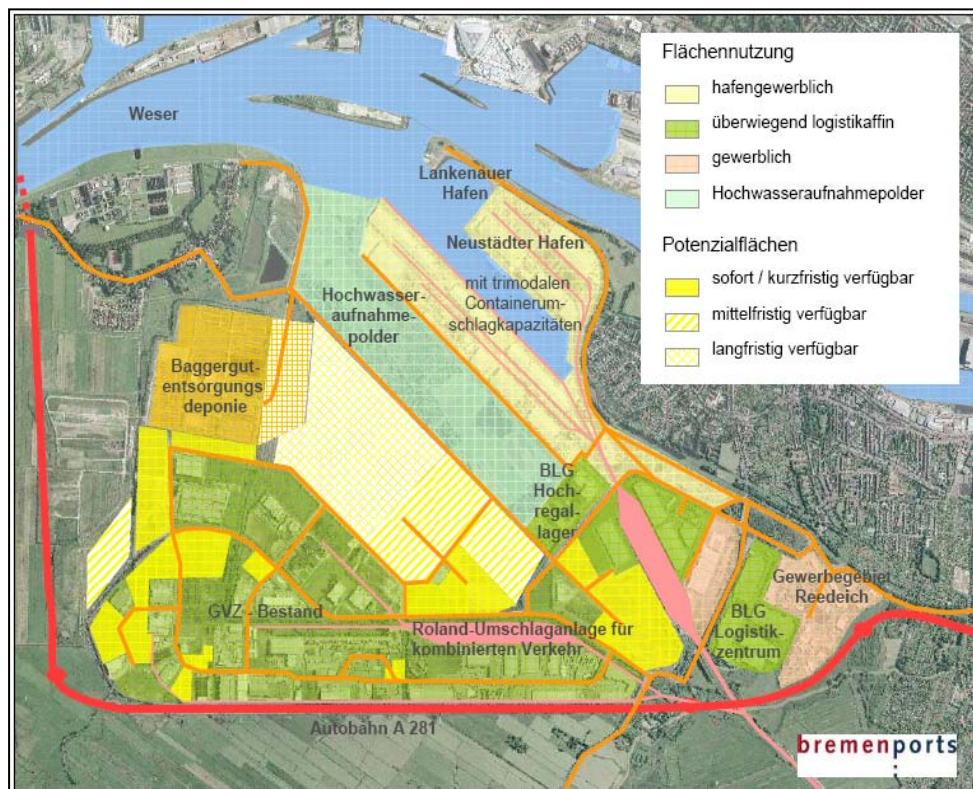 Flächennutzung
hafengewerblich
überwiegend logistikaffin
gewerblich
Hochwasseraufnahmepolder
Potenzialflächen
sofort / kurzfristig verfügbar
mittelfristig verfügbar
langfristig verfügbar
Weser
Lankenauer
Hafen
Neustädter Hafen
mit trimodalen
Containerum-
schlagkapazitäten
Hochwasser-
aufnahme-
polder
Baggergut-
entsorgungs
deponie
BLG
Hoch-
regal-
lager
GVZ - Bestand
Roland-Umschlaganlage für
kombinierten Verkehr
BLG
Logistik-
zentrum
Gewerbegebiet
Reedeich
Autobahn A 281
bremenports